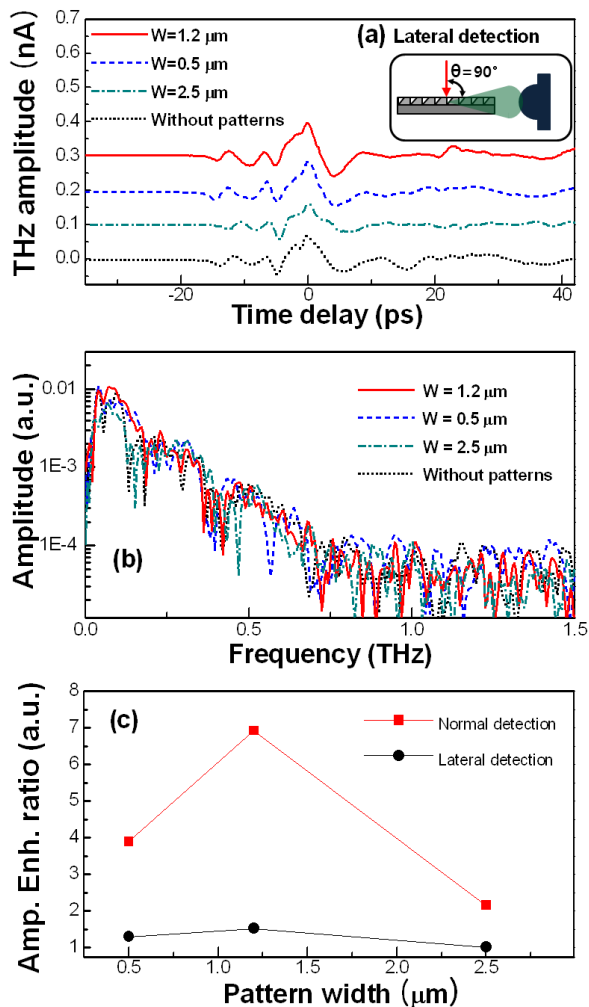 (a) Lateral detection
W=1.2 μm
W=0.5 μm
W=2.5 μm
Without patterns
θ=90°
THz amplitude (nA)
0.7
0.6
0.5
0.4
0.3
0.2
0.1
0.0
-20
0
20
40
Time delay (ps)
W = 1.2 μm
W = 0.5 μm
W = 2.5 μm
Without patterns
(b)
Amplitude (a.u.)
0.01
1E-3
1E-4
0.0
0.5
1.0
1.5
Frequency (THz)
(c)
Normal detection
Lateral detection
Amp. Enh. ratio (a.u.)
8
7
6
5
4
3
2
1
0.5
1.0
1.5
2.0
2.5
Pattern width (μm)